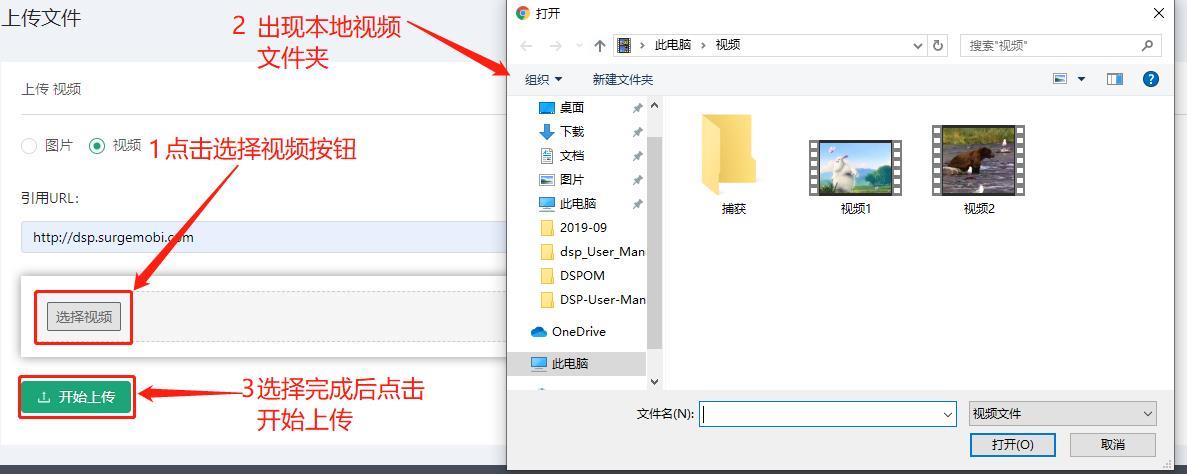 上传文件
上传 视频
图片
视频
1点击选择视频按钮
引用URL:
http://dsp.surgemobi.com
选择视频
开始上传
3选择完成后点击
开始上传
2 出现本地视频
文件夹
打开
此电脑 › 视频
搜索"视频"
组织
新建文件夹
桌面
下载
文档
图片
此电脑
2019-09
dsp_User_Man
DSPOM
DSP-User-Man
OneDrive
此电脑
捕获
视频1
视频2
文件名(N):
视频文件
打开(O)
取消